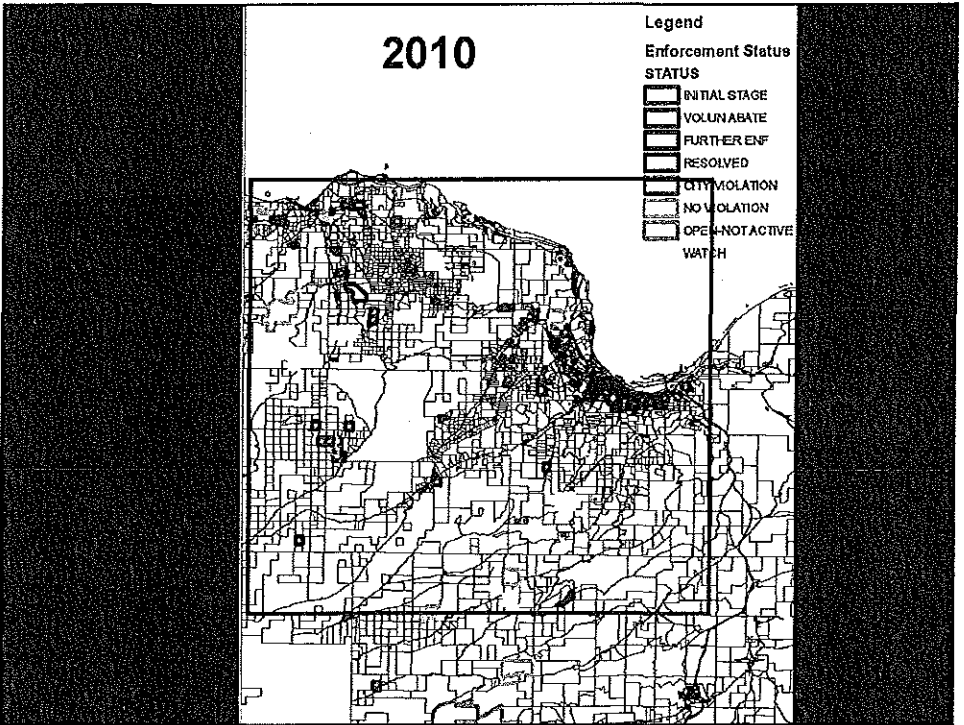 2010
Legend
Enforcement Status
STATUS
INITIAL STAGE
VOLUN ABATE
FURTHER ENF
RESOLVED
CITY VIOLATION
NO VIOLATION
OPEN-NOT ACTIVE
WATCH